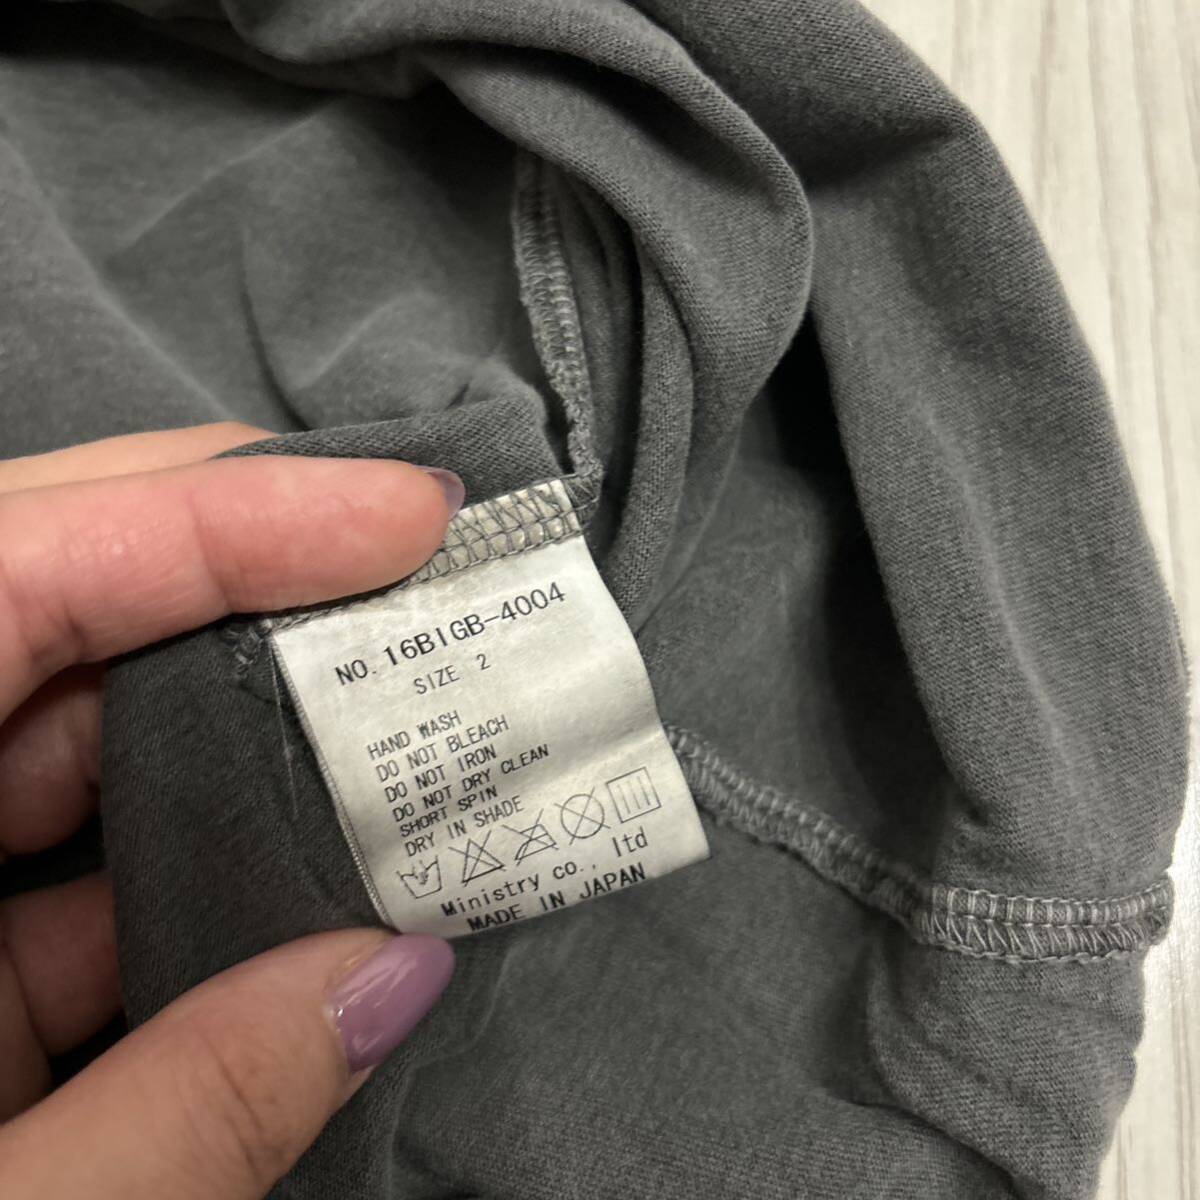 NO. 16BIGB-4004
SIZE 2
HAND WASH
DO NOT BLEACH
DO NOT IRON
DO NOT DRY CLEAN
SHORT SPIN
DRY IN SHADE
Ministry co., ltd
MADE IN JAPAN